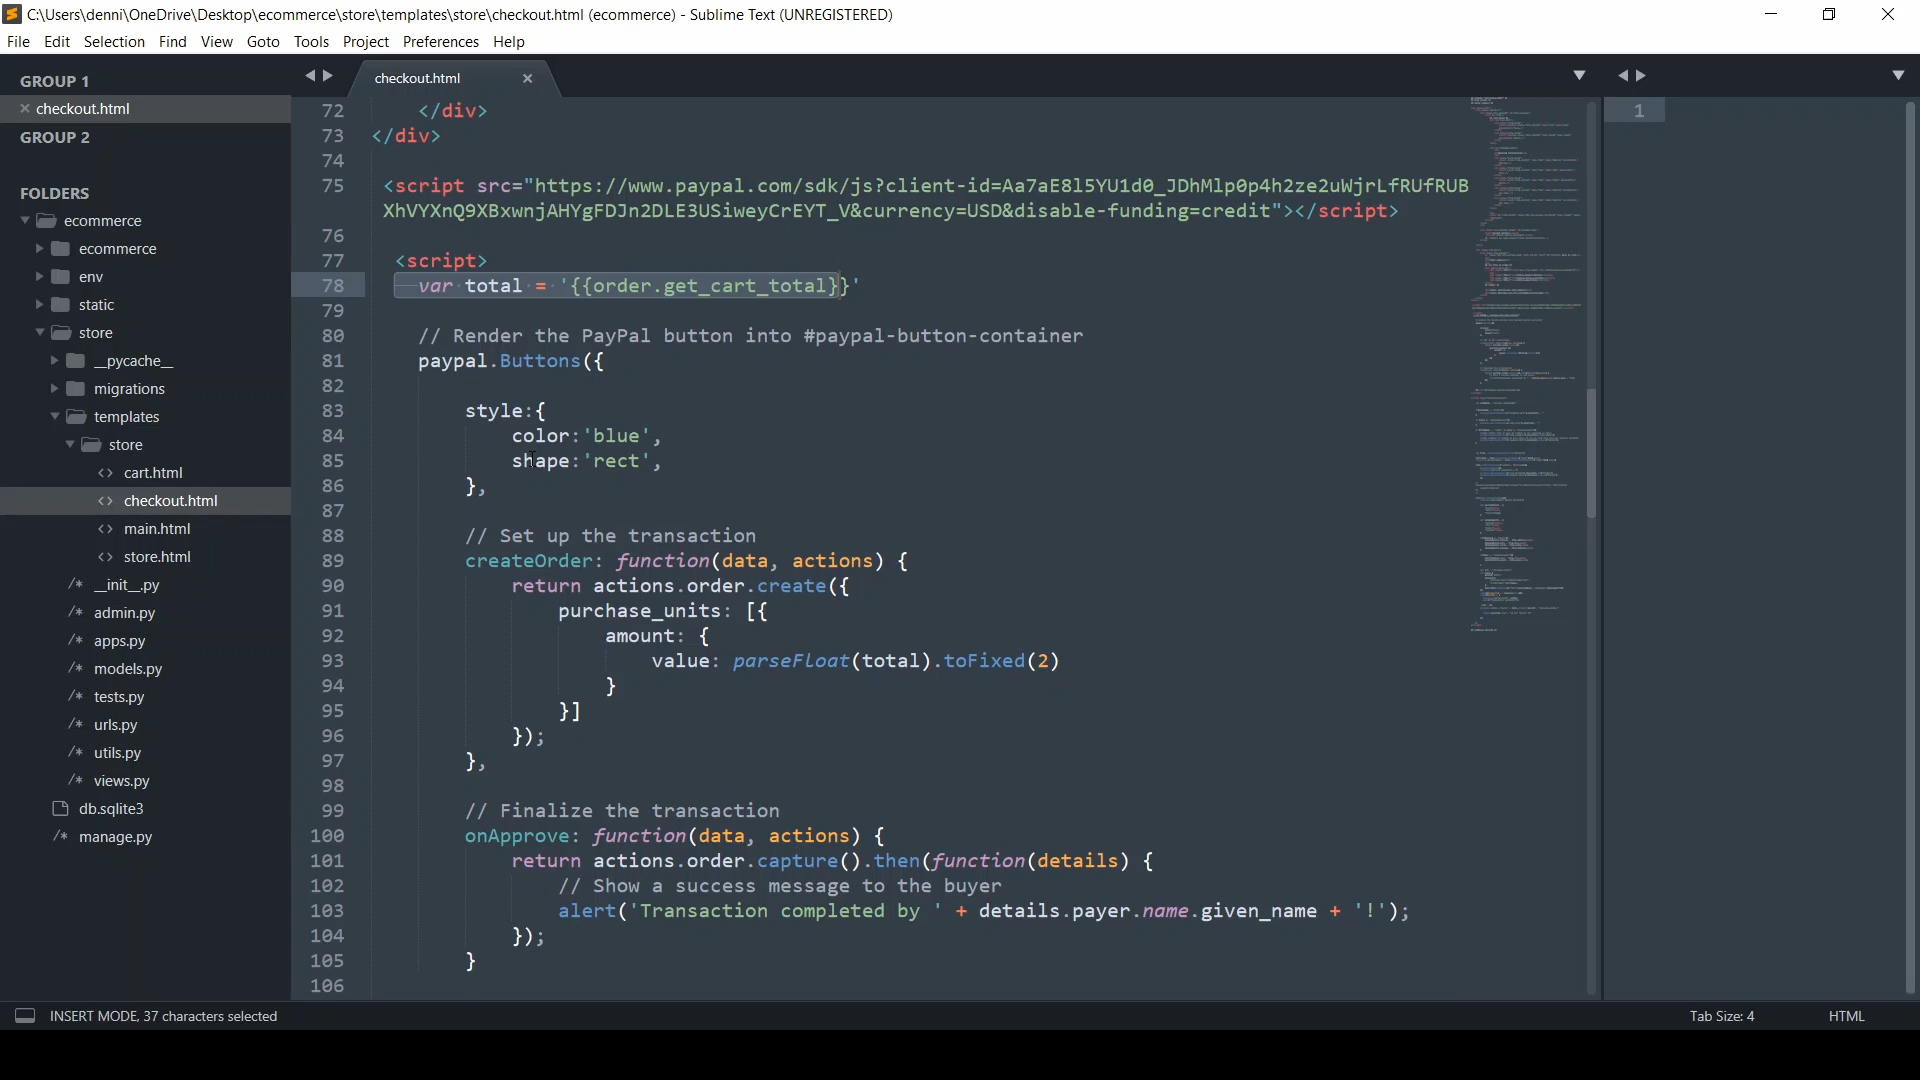 C:\Users\denni\OneDrive\Desktop\ecommerce\store\templates\store\checkout.html (ecommerce) - Sublime Text (UNREGISTERED)
File Edit Selection Find View Goto Tools Project Preferences Help
GROUP 1
checkout.html
GROUP 2
FOLDERS
ecommerce
ecommerce
env
static
store
__pycache__
migrations
templates
store
<> cart.html
<> checkout.html
<> main.html
<> store.html
/* __init__.py
/* admin.py
/* apps.py
/* models.py
/* tests.py
/* urls.py
/* utils.py
/* views.py
db.sqlite3
/* manage.py
checkout.html
72 </div>
73 </div>
74
75 <script src="https://www.paypal.com/sdk/js?client-id=Aa7aE8l5YU1d0_JDhMlp0p4h2ze2uWjrLfRUfRUB
XhVYXnQ9XBxwnjAHYgFDJn2DLE3USiweyCrEYT_V&currency=USD&disable-funding=credit"></script>
76
77 <script>
78 var total = '{{order.get_cart_total}}'
79
80 // Render the PayPal button into #paypal-button-container
81 paypal.Buttons({
82
83 style:{
84 color:'blue',
85 shape:'rect',
86 },
87
88 // Set up the transaction
89 createOrder: function(data, actions) {
90 return actions.order.create({
91 purchase_units: [{
92 amount: {
93 value: parseFloat(total).toFixed(2)
94 }
95 }]
96 });
97 },
98
99 // Finalize the transaction
100 onApprove: function(data, actions) {
101 return actions.order.capture().then(function(details) {
102 // Show a success message to the buyer
103 alert('Transaction completed by ' + details.payer.name.given_name + '!');
104 });
105 }
106
1
INSERT MODE, 37 characters selected
Tab Size: 4
HTML